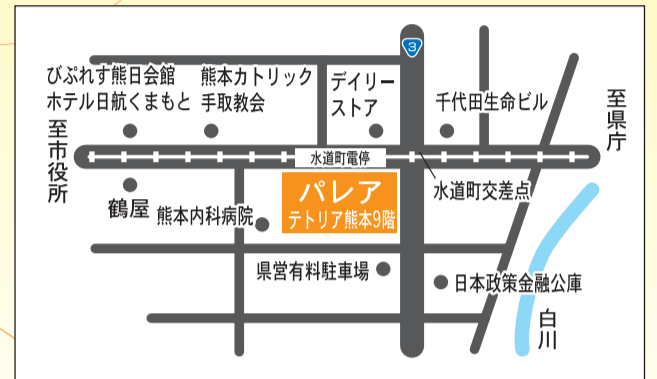 3
びぷれす熊日会館
ホテル日航くまもと
熊本カトリック
手取教会
デイリー
ストア
千代田生命ビル
至県庁
至市役所
水道町電停
鶴屋
熊本内科病院
パレア
テトリア熊本9階
水道町交差点
県営有料駐車場
日本政策金融公庫
白川